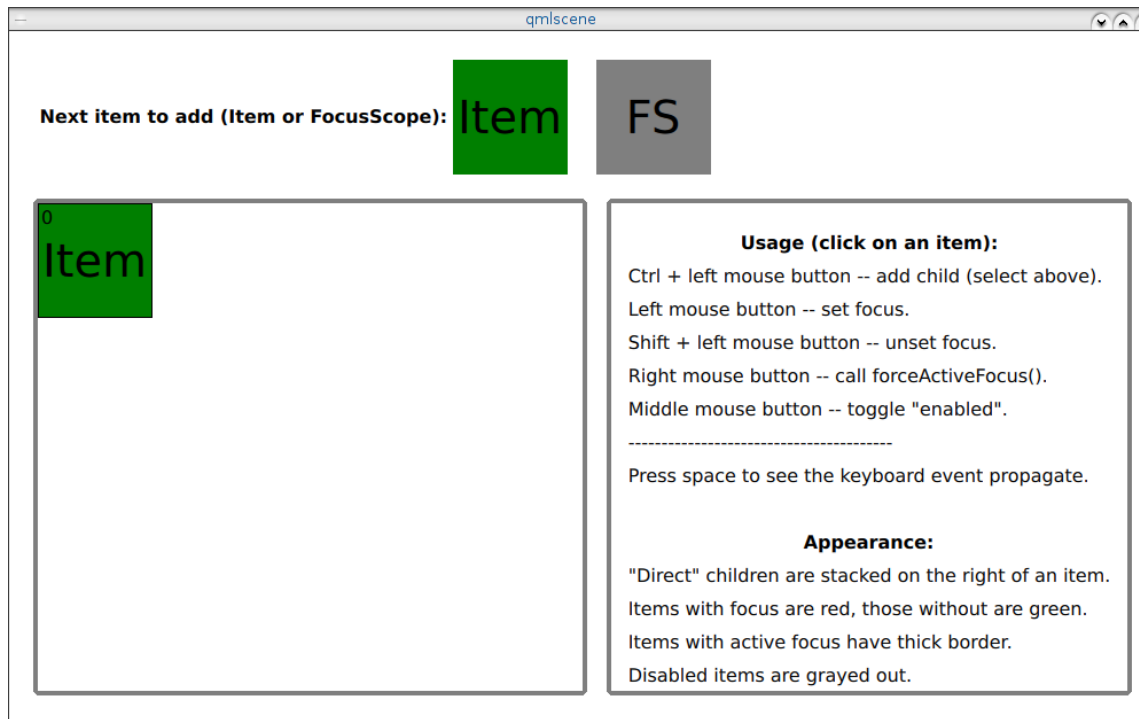 qmlscene
Next item to add (Item or FocusScope): Item FS
0
Item
Usage (click on an item):
Ctrl + left mouse button -- add child (select above).
Left mouse button -- set focus.
Shift + left mouse button -- unset focus.
Right mouse button -- call forceActiveFocus().
Middle mouse button -- toggle "enabled".
----------------------------------------
Press space to see the keyboard event propagate.
Appearance:
"Direct" children are stacked on the right of an item.
Items with focus are red, those without are green.
Items with active focus have thick border.
Disabled items are grayed out.